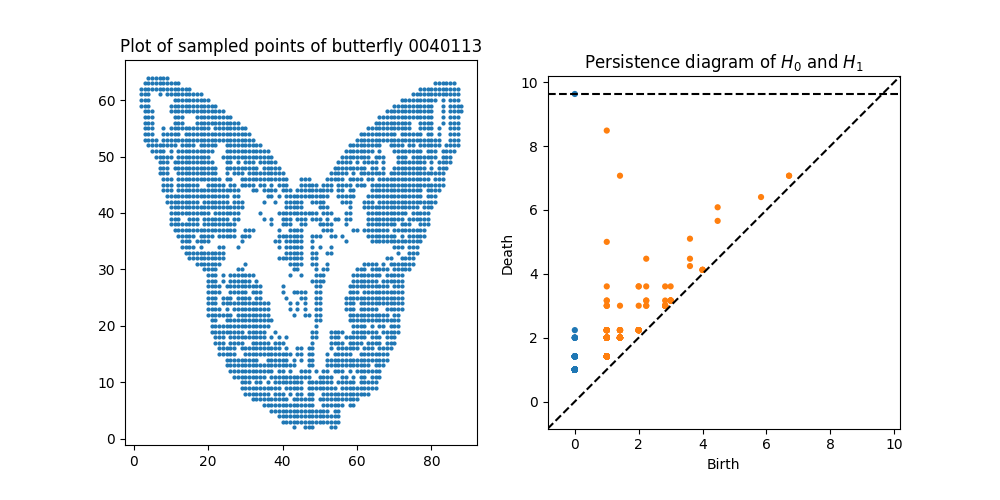 Plot of sampled points of butterfly 0040113
60
50
40
30
20
10
0
0 20 40 60 80
Persistence diagram of H₀ and H₁
10
8
6
4
2
0
Death
0 2 4 6 8 10
Birth